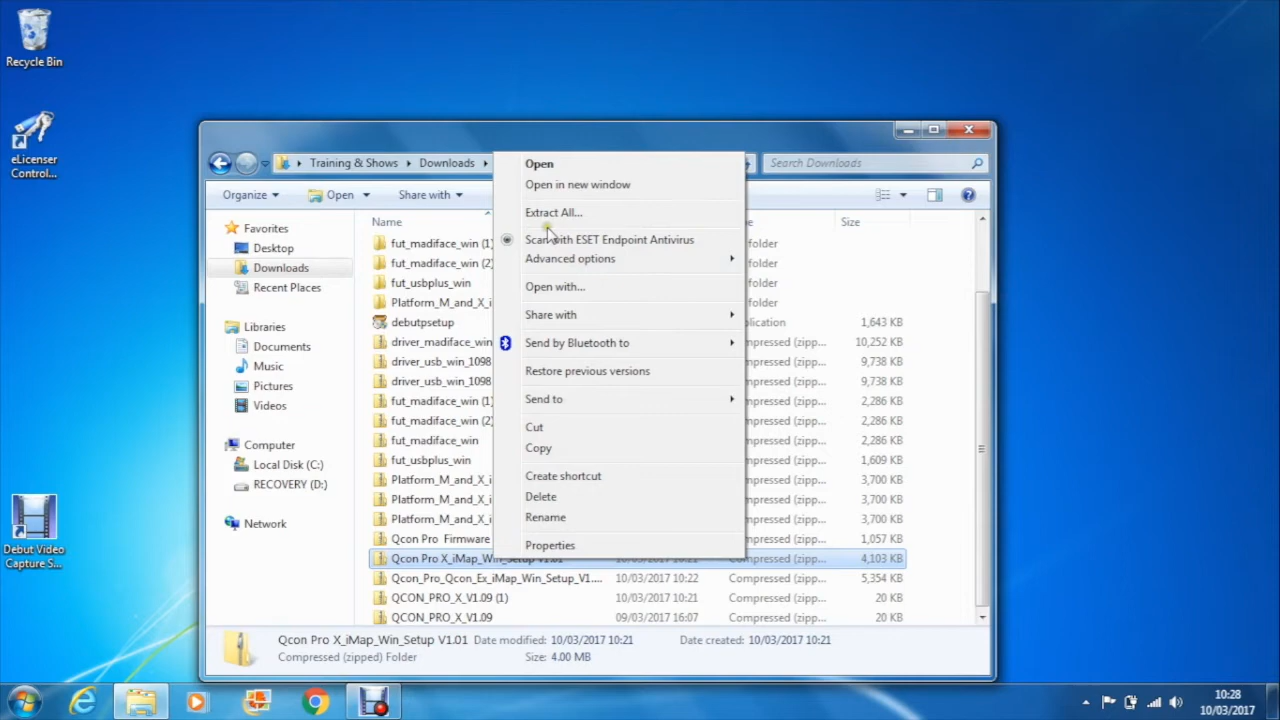 Recycle Bin
eLicenser
Control...
Debut Video
Capture S...
Training & Shows
Downloads
Search Downloads
Organize
Open
Share with
Favorites
Desktop
Downloads
Recent Places
Libraries
Documents
Music
Pictures
Videos
Computer
Local Disk (C:)
RECOVERY (D:)
Network
Name
Size
fut_madiface_win (1)
folder
fut_madiface_win (2)
folder
fut_usbplus_win
folder
Platform_M_and_X_i
folder
debutpsetup
lication
1,643 KB
driver_madiface_win
mpressed (zipp...
10,252 KB
driver_usb_win_1098
mpressed (zipp...
9,738 KB
driver_usb_win_1098
mpressed (zipp...
9,738 KB
fut_madiface_win (1)
mpressed (zipp...
2,286 KB
fut_madiface_win (2)
mpressed (zipp...
2,286 KB
fut_madiface_win
mpressed (zipp...
2,286 KB
fut_usbplus_win
mpressed (zipp...
1,609 KB
Platform_M_and_X_i
mpressed (zipp...
3,700 KB
Platform_M_and_X_i
mpressed (zipp...
3,700 KB
Platform_M_and_X_i
mpressed (zipp...
3,700 KB
Qcon Pro Firmware
mpressed (zipp...
1,057 KB
Qcon Pro X_iMap_Win_Setup V1.01
10/03/2017 10:21
Compressed (zipp...
4,103 KB
Qcon_Pro_Qcon_Ex_iMap_Win_Setup_V1....
10/03/2017 10:22
Compressed (zipp...
5,354 KB
QCON_PRO_X_V1.09 (1)
10/03/2017 10:21
Compressed (zipp...
20 KB
QCON_PRO_X_V1.09
09/03/2017 16:07
Compressed (zipp...
20 KB
Open
Open in new window
Extract All...
Scan with ESET Endpoint Antivirus
Advanced options
Open with...
Share with
Send by Bluetooth to
Restore previous versions
Send to
Cut
Copy
Create shortcut
Delete
Rename
Properties
Qcon Pro X_iMap_Win_Setup V1.01 Date modified: 10/03/2017 10:21 Date created: 10/03/2017 10:21
Compressed (zipped) Folder Size: 4.00 MB
10:28
10/03/2017